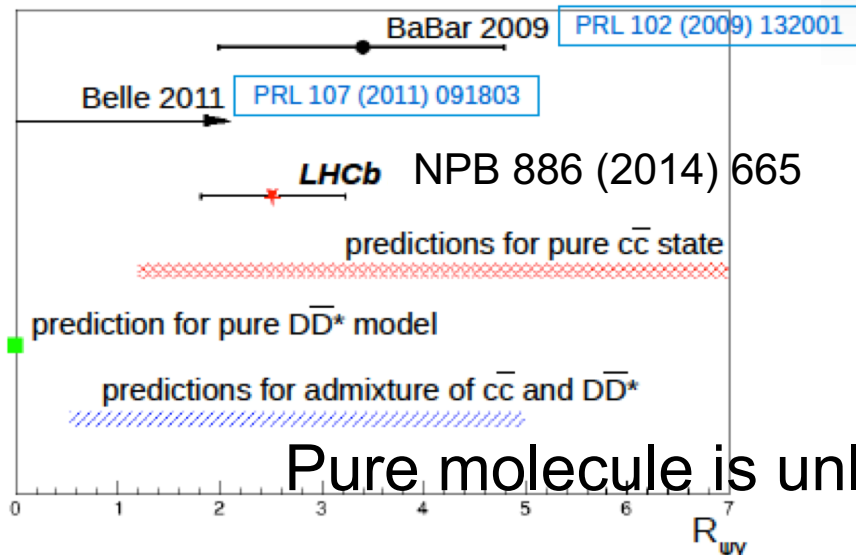 BaBar 2009 PRL 102 (2009) 132001
Belle 2011 PRL 107 (2011) 091803
LHCb NPB 886 (2014) 665
predictions for pure cc̅ state
prediction for pure DD̅* model
predictions for admixture of cc̅ and DD̅*
Pure molecule is unl
0 1 2 3 4 5 6 7
R_ψγ